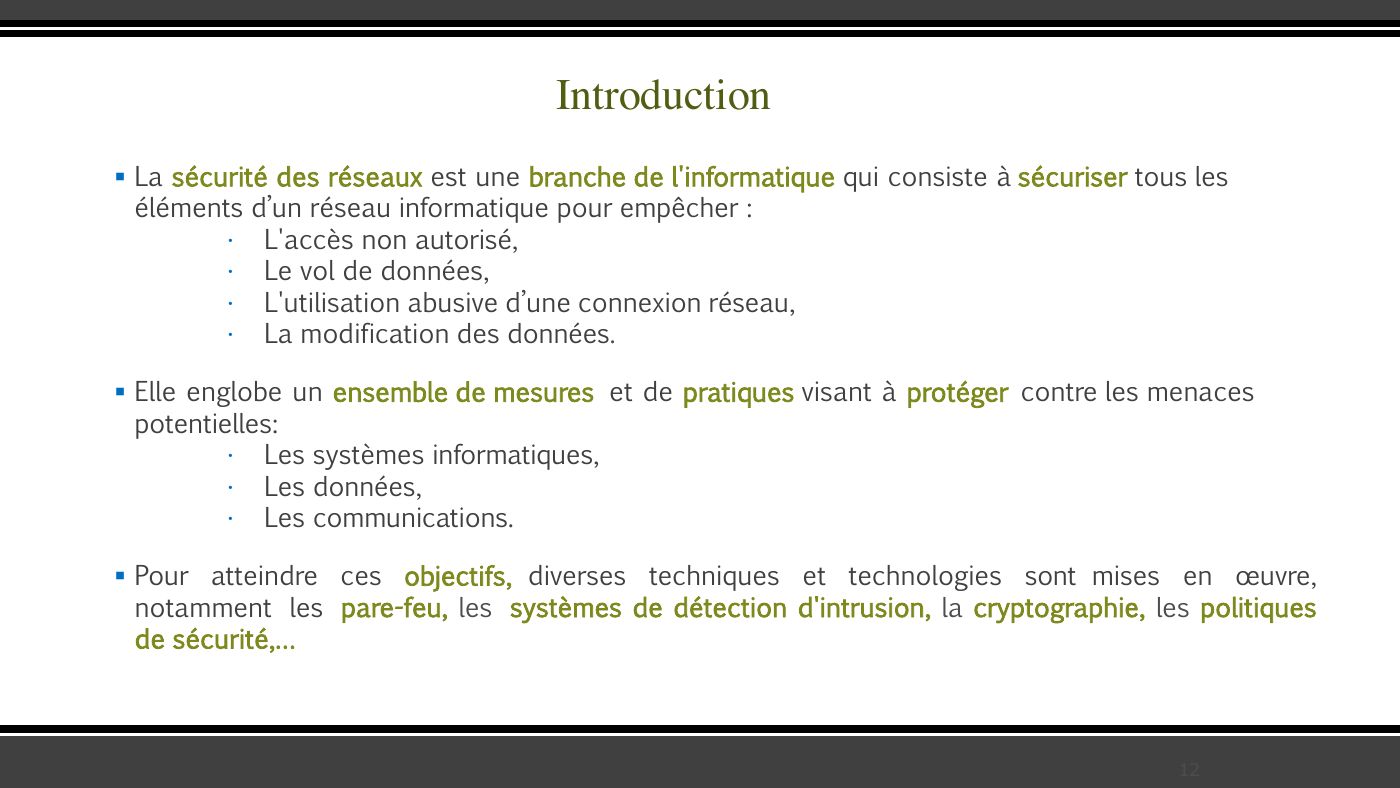 Introduction
▪ La sécurité des réseaux est une branche de l'informatique qui consiste à sécuriser tous les
éléments d’un réseau informatique pour empêcher :
· L'accès non autorisé,
· Le vol de données,
· L'utilisation abusive d’une connexion réseau,
· La modification des données.
▪ Elle englobe un ensemble de mesures et de pratiques visant à protéger contre les menaces
potentielles:
· Les systèmes informatiques,
· Les données,
· Les communications.
▪ Pour atteindre ces objectifs, diverses techniques et technologies sont mises en œuvre,
notamment les pare-feu, les systèmes de détection d'intrusion, la cryptographie, les politiques
de sécurité,...
12